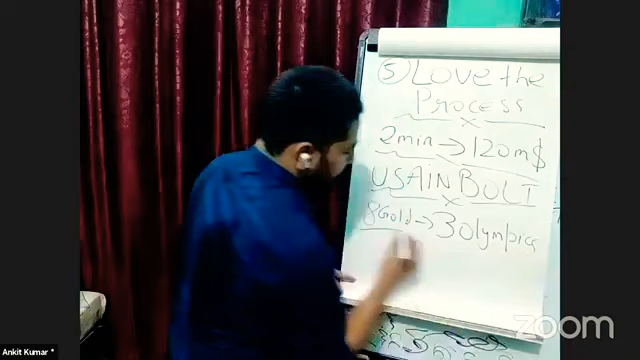 ⑤ Love the
Process
2min → 120m$
USAIN BOLT
8Gold → 3Olympics
zoom
Ankit Kumar